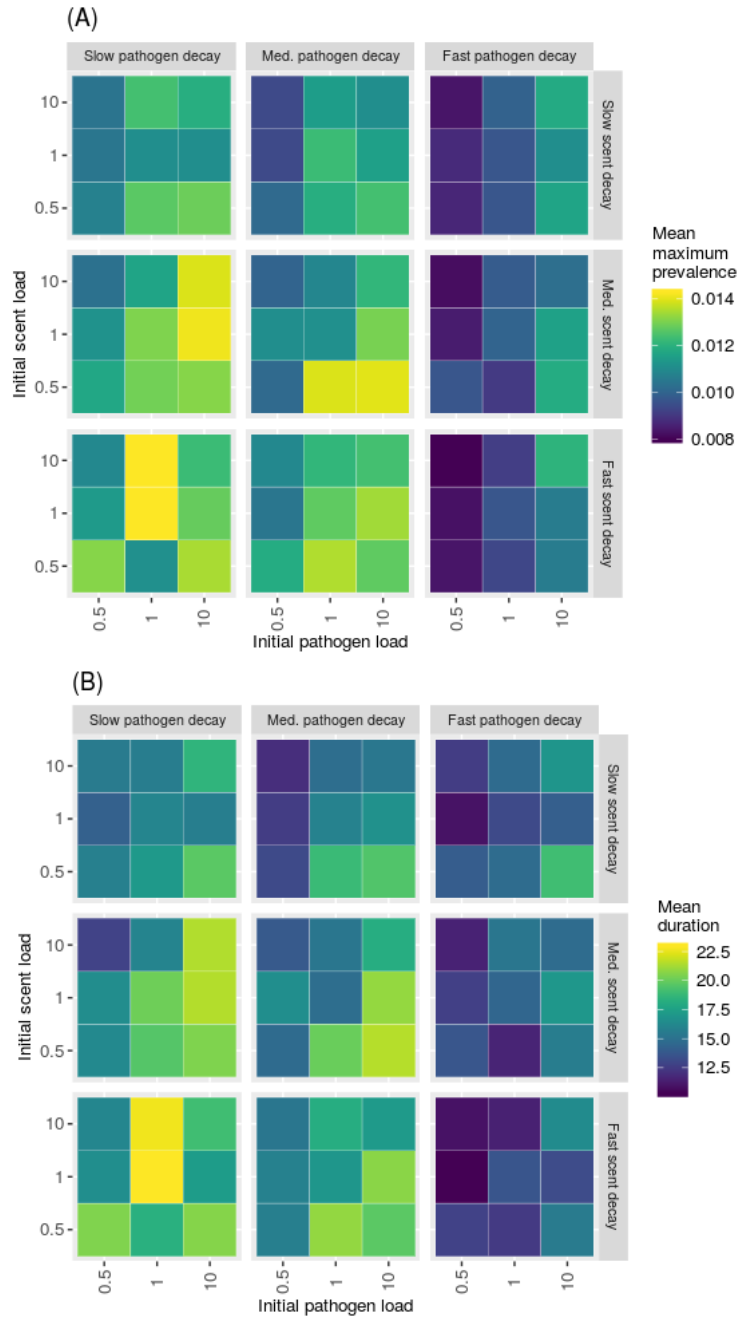 (A)
Slow pathogen decay
Med. pathogen decay
Fast pathogen decay
10
1
0.5
Slow scent decay
10
1
0.5
Med. scent decay
10
1
0.5
Fast scent decay
Initial scent load
0.5
1
10
0.5
1
10
0.5
1
10
Initial pathogen load
Mean
maximum
prevalence
0.014
0.012
0.010
0.008
(B)
Slow pathogen decay
Med. pathogen decay
Fast pathogen decay
10
1
0.5
Slow scent decay
10
1
0.5
Med. scent decay
10
1
0.5
Fast scent decay
Initial scent load
0.5
1
10
0.5
1
10
0.5
1
10
Initial pathogen load
Mean
duration
22.5
20.0
17.5
15.0
12.5